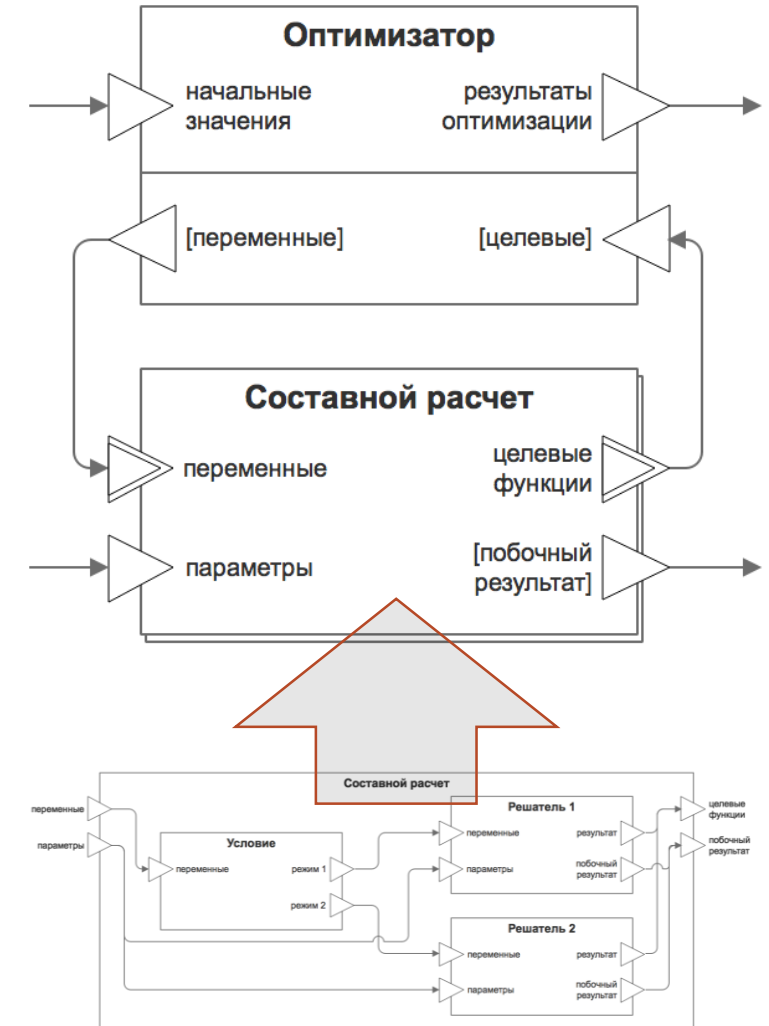 Оптимизатор
начальные
значения
результаты
оптимизации
[переменные]
[целевые]
Составной расчет
переменные
целевые
функции
параметры
[побочный
результат]
Составной расчет
переменные
параметры
Условие
переменные
режим 1
режим 2
Решатель 1
переменные
результат
параметры
побочный
результат
Решатель 2
переменные
результат
параметры
побочный
результат
целевые
функции
побочный
результат